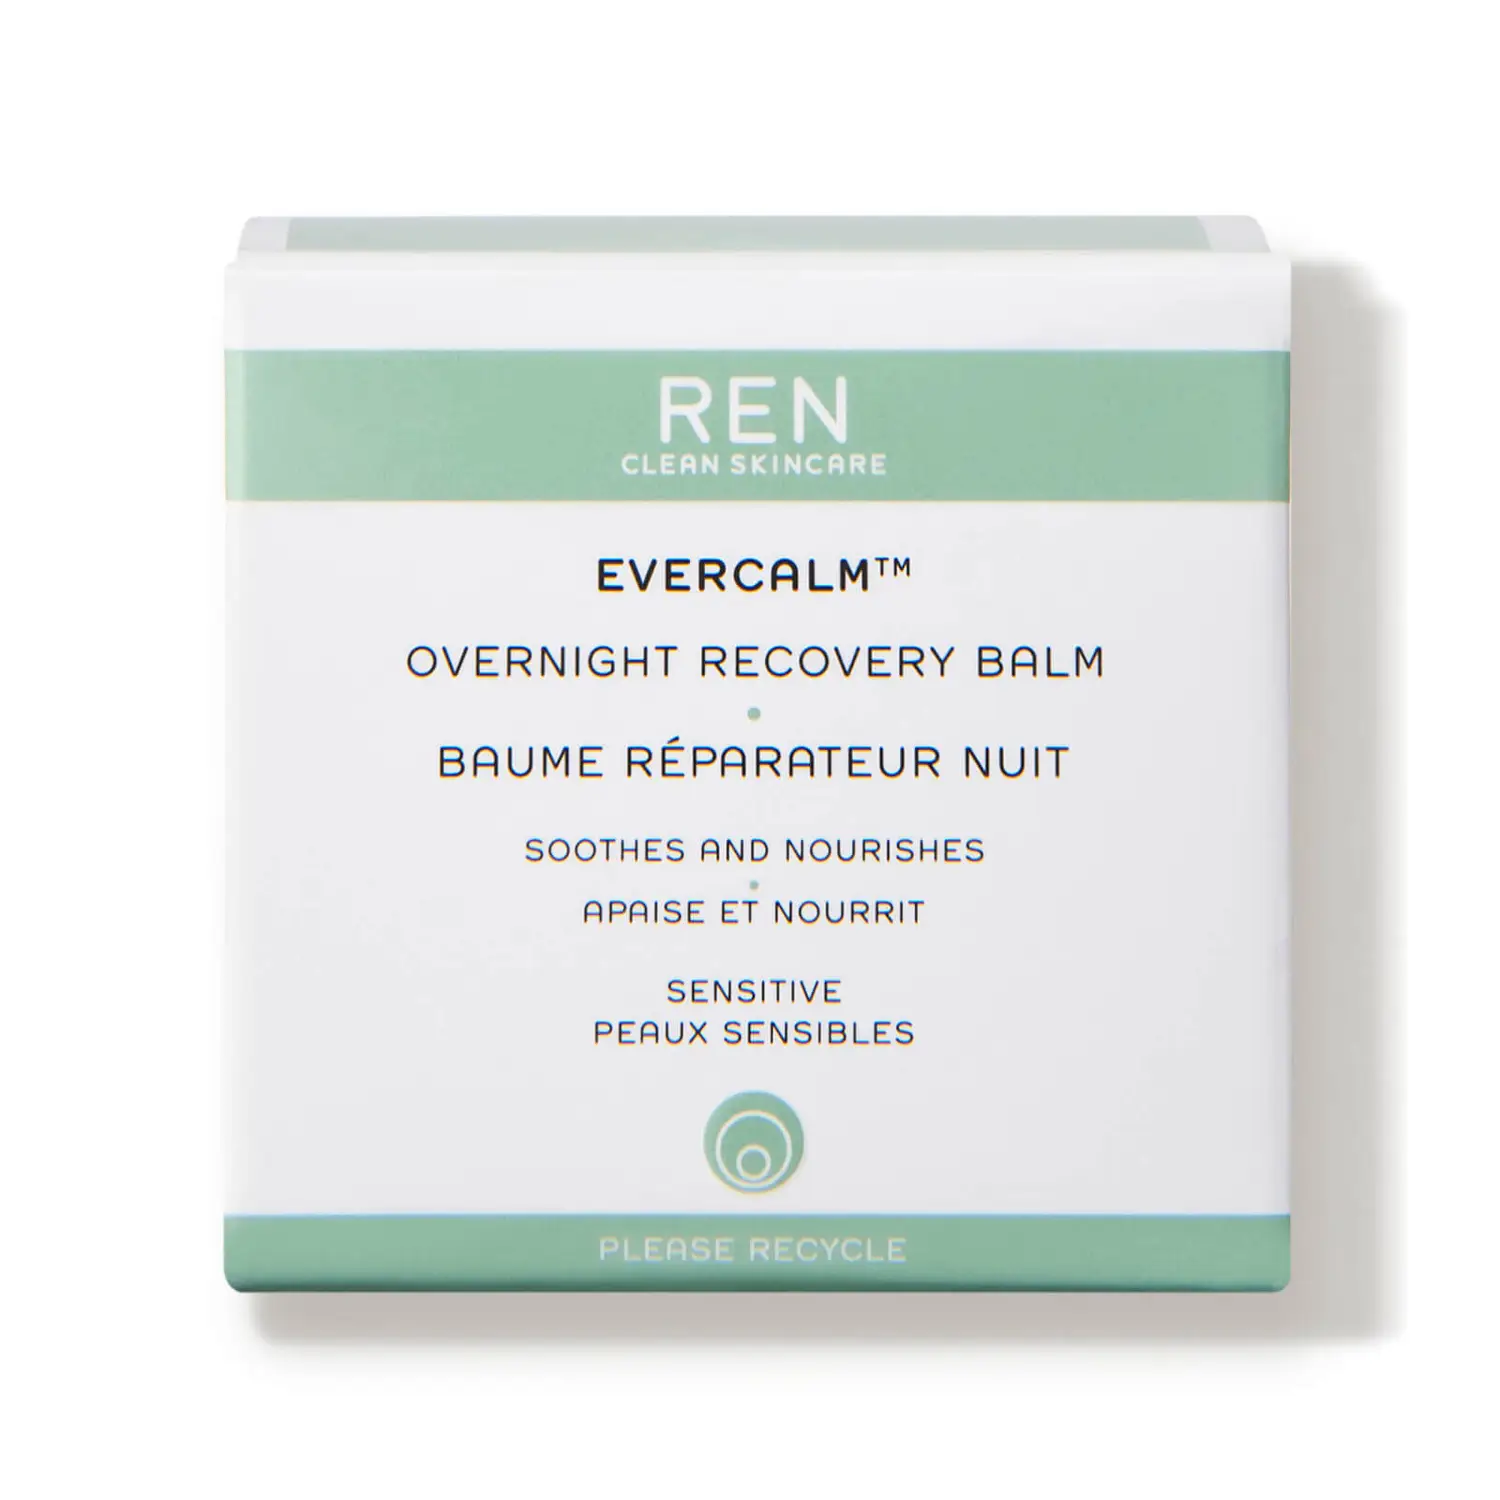 REN
CLEAN SKINCARE
EVERCALM™
OVERNIGHT RECOVERY BALM
•
BAUME RÉPARATEUR NUIT
SOOTHES AND NOURISHES
•
APAISE ET NOURRIT
SENSITIVE
PEAUX SENSIBLES
PLEASE RECYCLE